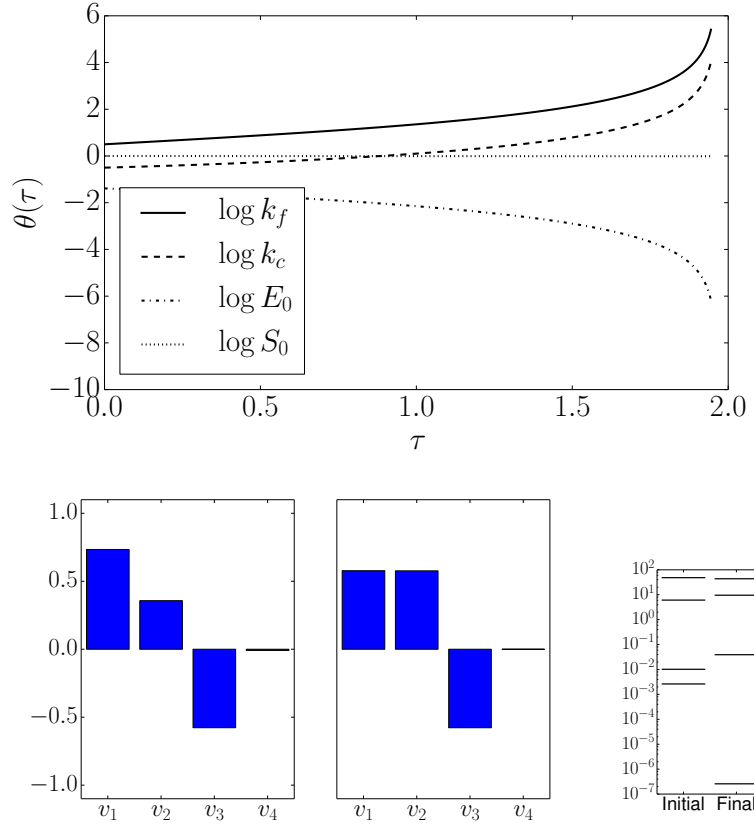 6
4
2
0
−2
−4
−6
−8
−10
θ(τ)
log k_f
log k_c
log E_0
log S_0
0.0 0.5 1.0 1.5 2.0
τ
1.0
0.5
0.0
−0.5
−1.0
v_1 v_2 v_3 v_4
v_1 v_2 v_3 v_4
10^2
10^1
10^0
10^−1
10^−2
10^−3
10^−4
10^−5
10^−6
10^−7
Initial Final